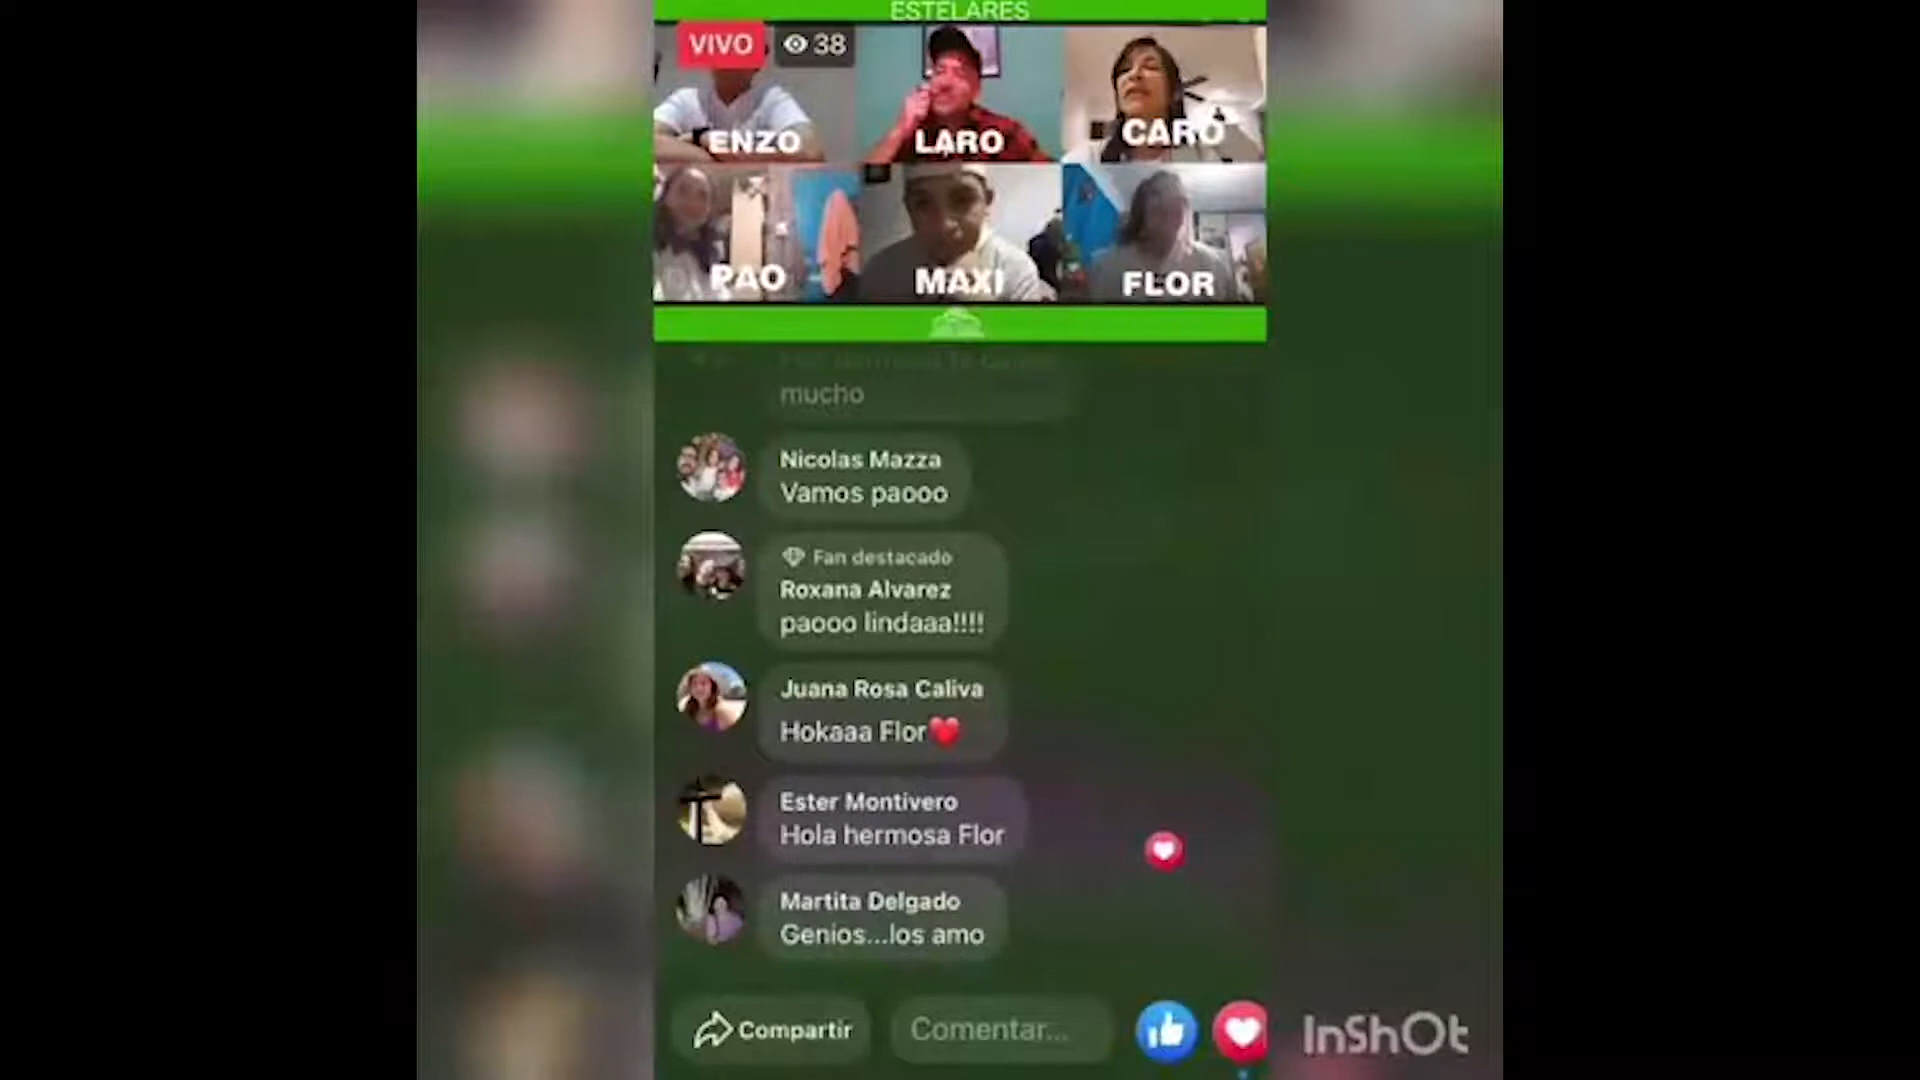 ESTELARES
VIVO 38
ENZO LARO CARO
PAO MAXI FLOR
mucho
Nicolas Mazza
Vamos paooo
Fan destacado
Roxana Alvarez
paooo lindaaa!!!!
Juana Rosa Caliva
Hokaaa Flor❤️
Ester Montivero
Hola hermosa Flor
Martita Delgado
Genios...los amo
Compartir Comentar...
InShOt